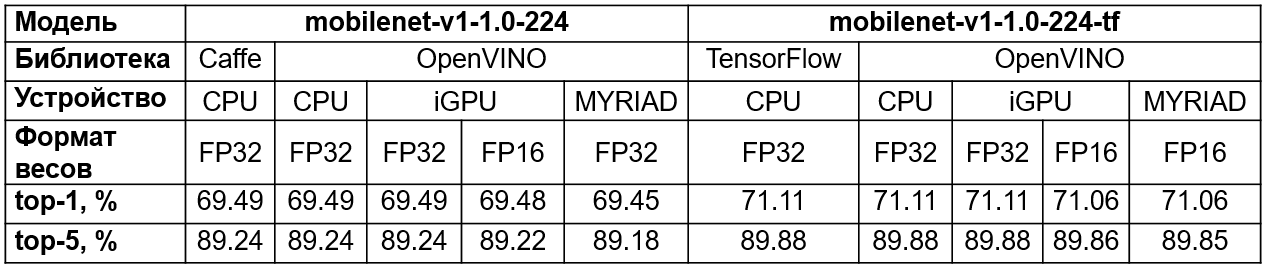 Модель mobilenet-v1-1.0-224 mobilenet-v1-1.0-224-tf
Библиотека Caffe OpenVINO TensorFlow OpenVINO
Устройство CPU CPU iGPU MYRIAD CPU CPU iGPU MYRIAD
Формат
весов FP32 FP32 FP32 FP16 FP32 FP32 FP32 FP32 FP16 FP16
top-1, % 69.49 69.49 69.49 69.48 69.45 71.11 71.11 71.11 71.06 71.06
top-5, % 89.24 89.24 89.24 89.22 89.18 89.88 89.88 89.88 89.86 89.85